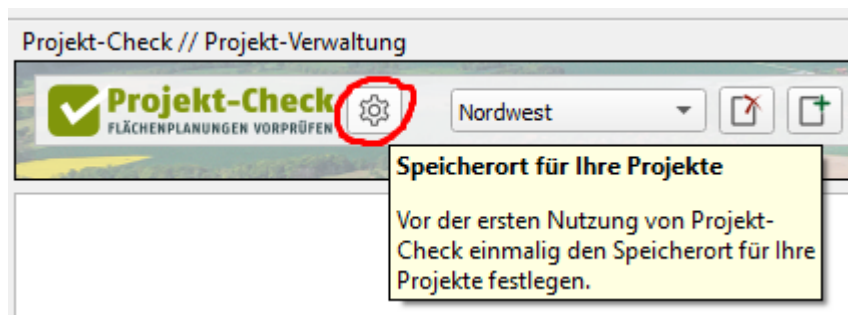 Projekt-Check // Projekt-Verwaltung
Projekt-Check
FLÄCHENPLANUNGEN VORPRÜFEN
Nordwest
Speicherort für Ihre Projekte
Vor der ersten Nutzung von Projekt-
Check einmalig den Speicherort für Ihre
Projekte festlegen.